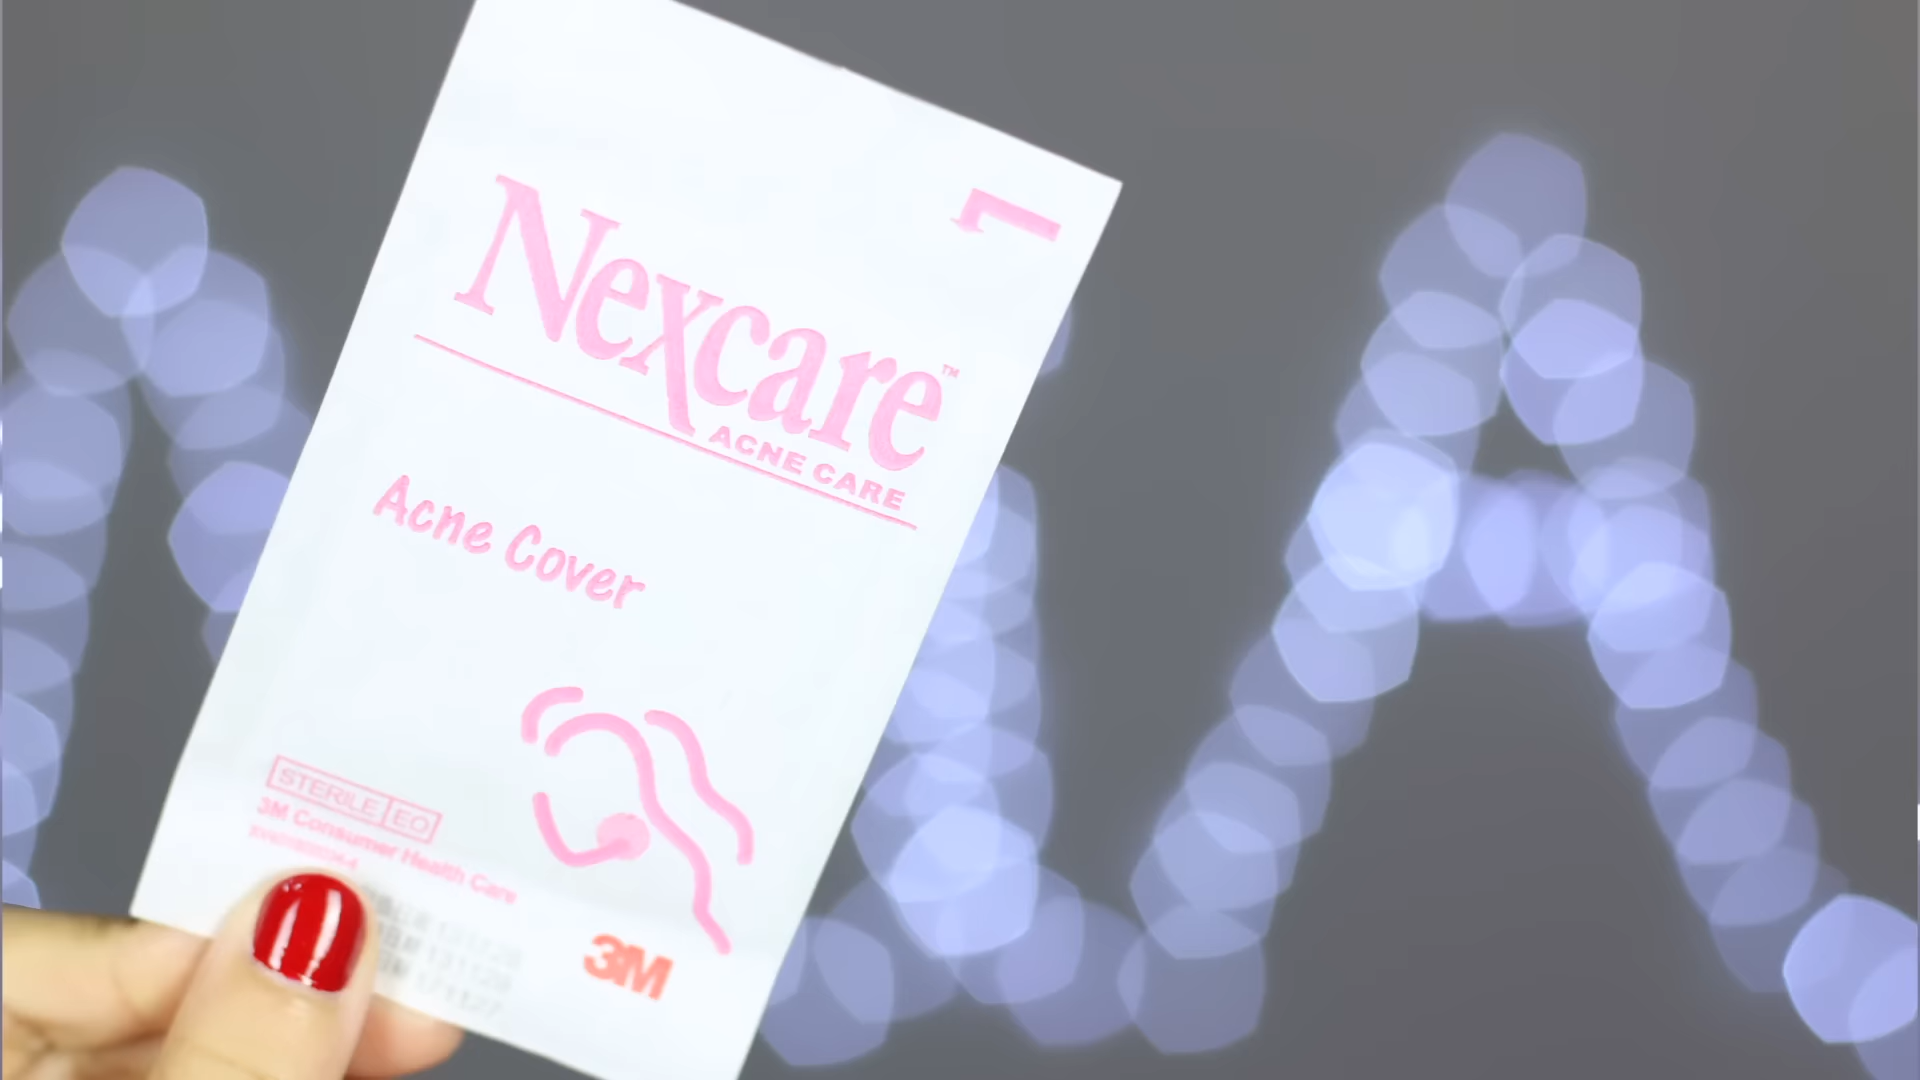 Nexcare™
ACNE CARE
Acne Cover
STERILE EO
3M Consumer Health Care
3M